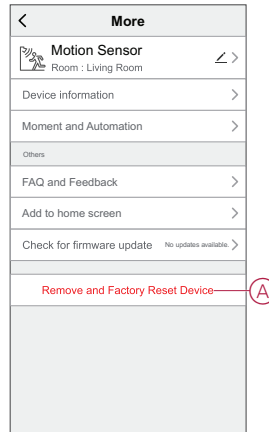 More
Motion Sensor
Room : Living Room
Device information
Moment and Automation
Others
FAQ and Feedback
Add to home screen
Check for firmware update No updates available.
Remove and Factory Reset Device A